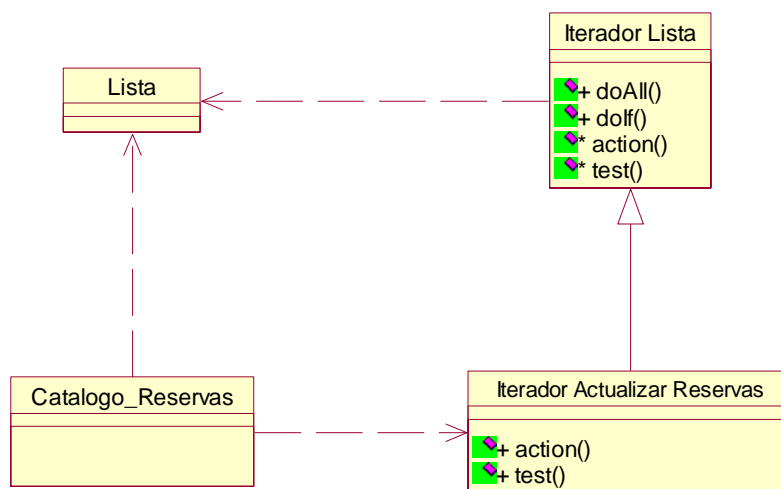 Iterador Lista
+ doAll()
+ doIf()
* action()
* test()
Lista
Catalogo_Reservas
Iterador Actualizar Reservas
+ action()
+ test()